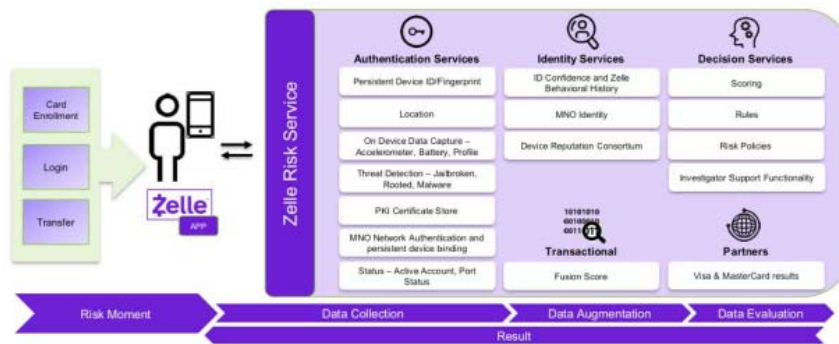 Card
Enrollment
Login
Transfer
Zelle
APP
Zelle Risk Service
Authentication Services
Persistent Device ID/Fingerprint
Location
On Device Data Capture –
Accelerometer, Battery, Profile
Threat Detection – Jailbroken,
Rooted, Malware
PKI Certificate Store
MNO Network Authentication and
persistent device binding
Status – Active Account, Port
Status
Identity Services
ID Confidence and Zelle
Behavioral History
MNO Identity
Device Reputation Consortium
10101010
00100010
00110110
Transactional
Fusion Score
Decision Services
Scoring
Rules
Risk Policies
Investigator Support Functionality
Partners
Visa & MasterCard results
Risk Moment
Data Collection
Data Augmentation
Data Evaluation
Result